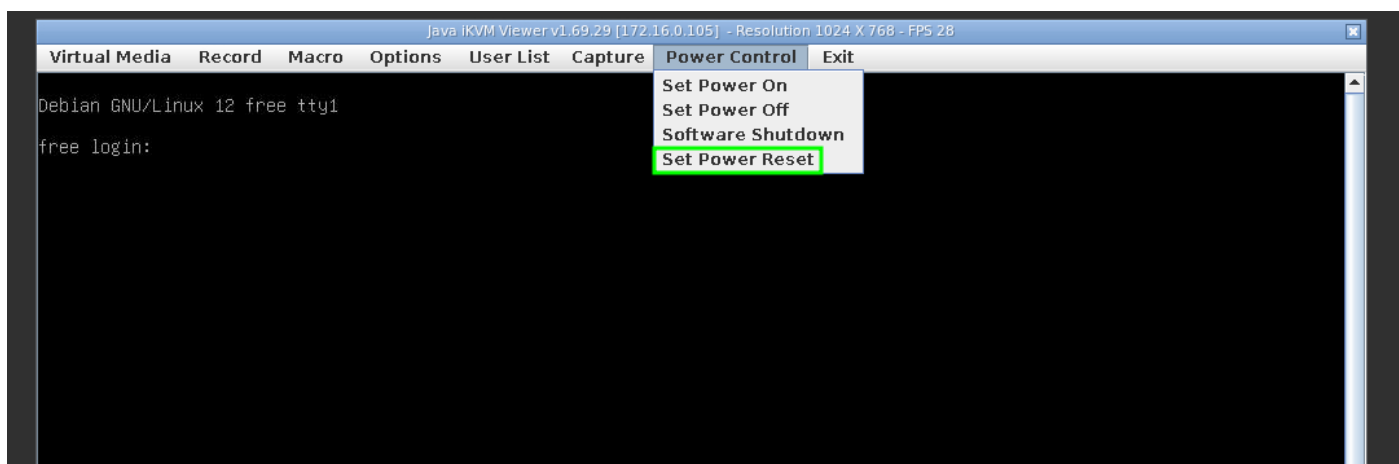 Java iKVM Viewer v1.69.29 [172.16.0.105] - Resolution 1024 X 768 - FPS 28
Virtual Media Record Macro Options User List Capture Power Control Exit
Set Power On
Set Power Off
Software Shutdown
Set Power Reset
Debian GNU/Linux 12 free tty1
free login: